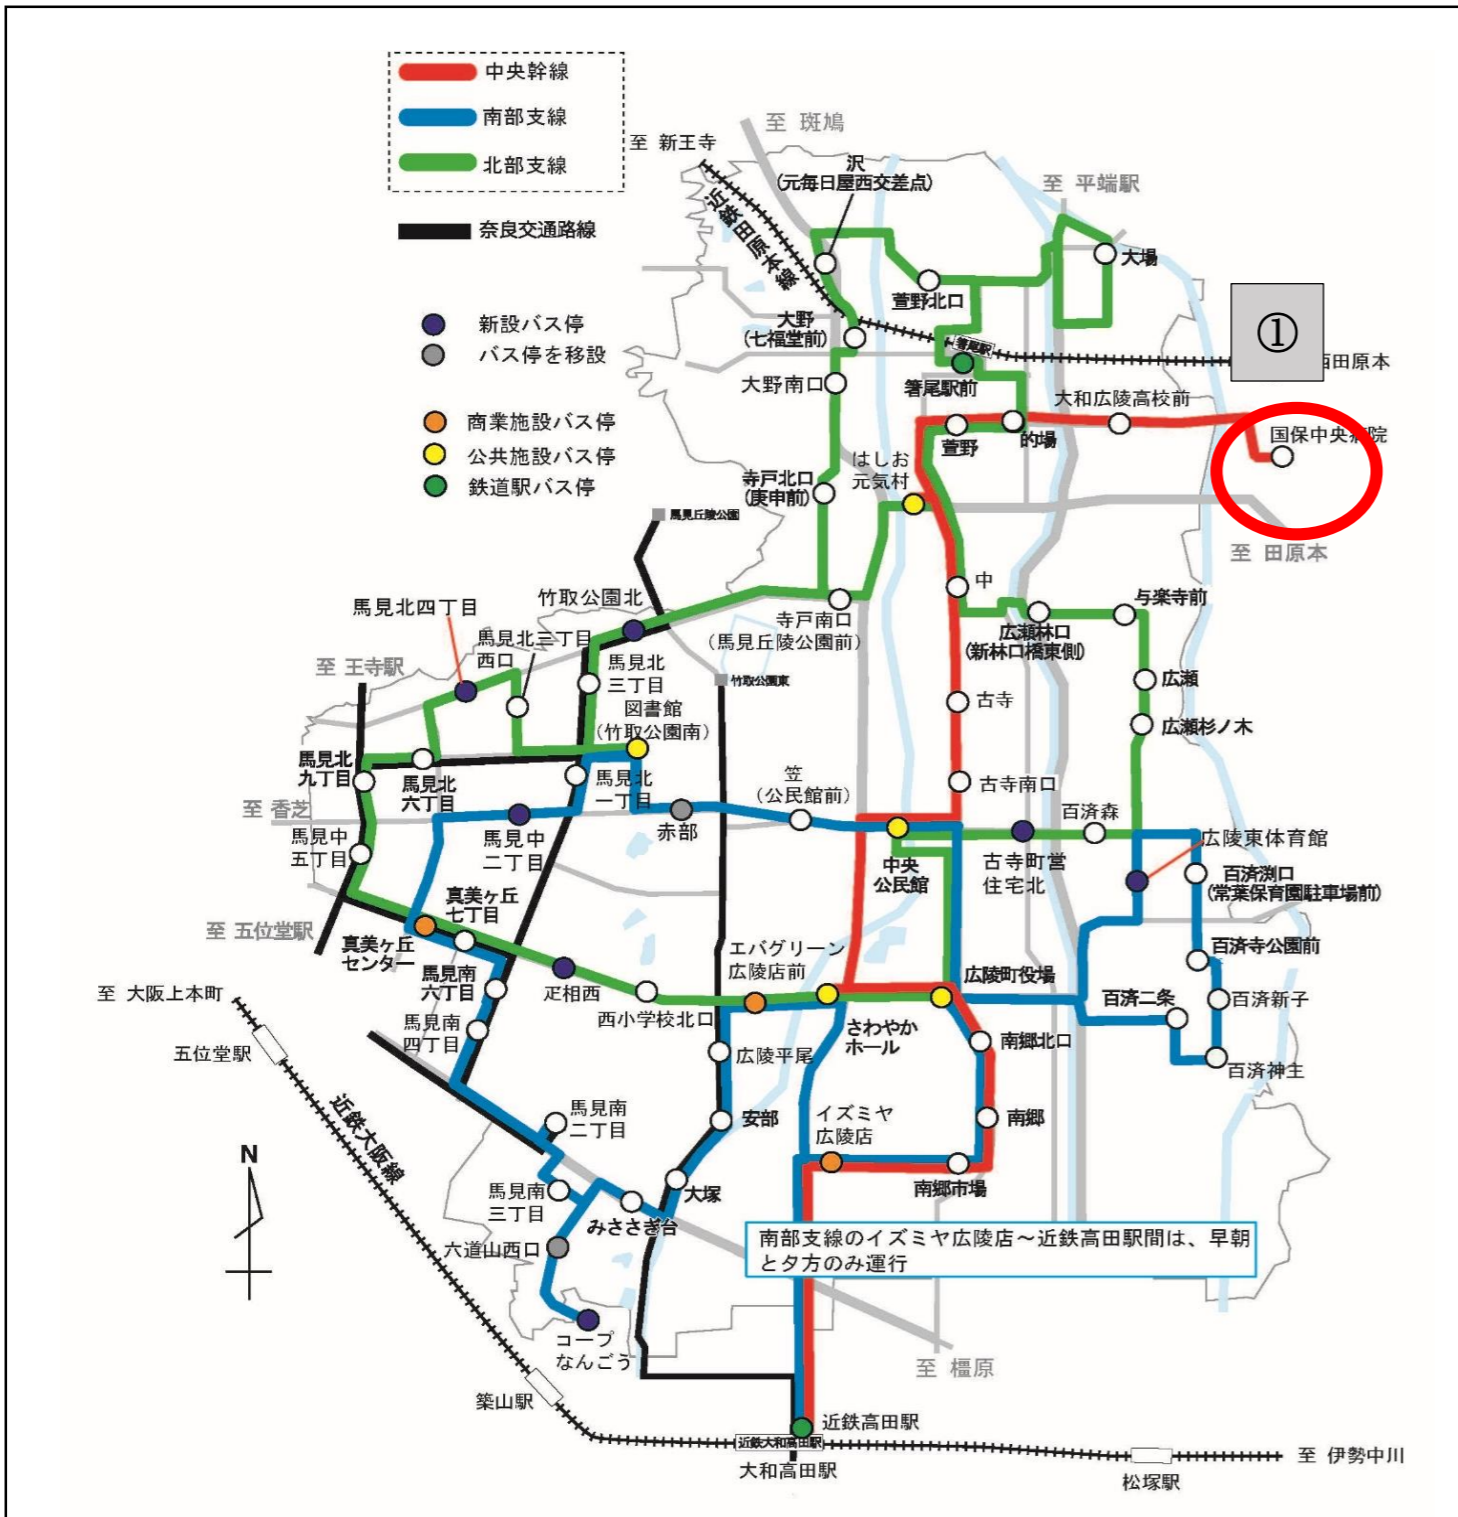 中央幹線
南部支線
北部支線
奈良交通路線
新設バス停
バス停を移設
商業施設バス停
公共施設バス停
鉄道駅バス停
至 新王寺
至 斑鳩
沢
(元毎日屋西交差点)
至 平端駅
近鉄田原本線
大場
萱野北口
大野
(七福堂前)
箸尾駅
①
西田原本
箸尾駅前
大野南口
大和広陵高校前
国保中央病院
萱野
的場
はしお
元気村
寺戸北口
(庚申前)
馬見丘陵公園
至 田原本
中
竹取公園北
馬見北四丁目
馬見北三丁目
西口
寺戸南口
(馬見丘陵公園前)
広瀬林口
(新林口橋東側)
与楽寺前
至 王寺駅
馬見北
三丁目
竹取公園東
広瀬
図書館
(竹取公園南)
古寺
広瀬杉ノ木
馬見北
九丁目
馬見北
六丁目
馬見北
一丁目
笠
(公民館前)
古寺南口
至 香芝
赤部
百済森
馬見中
五丁目
馬見中
二丁目
中央
公民館
古寺町営
住宅北
広陵東体育館
百済渕口
(常葉保育園駐車場前)
真美ヶ丘
七丁目
至 五位堂駅
真美ヶ丘
センター
エバグリーン
広陵店前
百済寺公園前
馬見南
六丁目
疋相西
広陵町役場
至 大阪上本町
西小学校北口
百済二条
百済新子
さわやか
ホール
馬見南
四丁目
五位堂駅
広陵平尾
南郷北口
百済神主
近鉄大阪線
馬見南
二丁目
安部
イズミヤ
広陵店
南郷
N
馬見南
三丁目
大塚
南郷市場
みささぎ台
六道山西口
南部支線のイズミヤ広陵店～近鉄高田駅間は、早朝
と夕方のみ運行
コープ
なんごう
至 橿原
築山駅
近鉄高田駅
近鉄大和高田駅
大和高田駅
至 伊勢中川
松塚駅